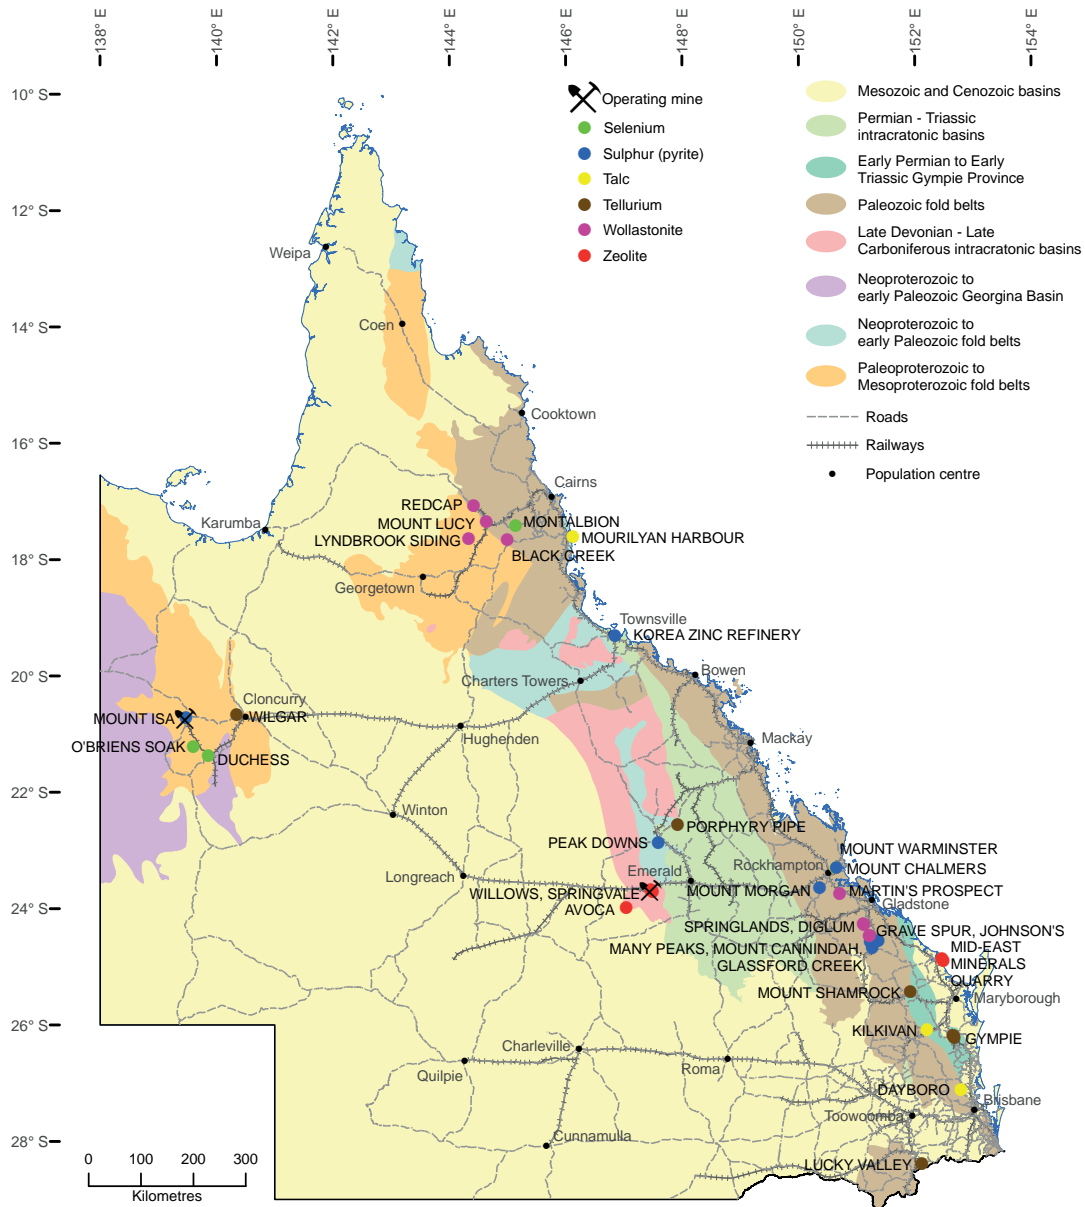 138° E
140° E
142° E
144° E
146° E
148° E
150° E
152° E
154° E
10° S
12° S
14° S
16° S
18° S
20° S
22° S
24° S
26° S
28° S
Operating mine
Selenium
Sulphur (pyrite)
Talc
Tellurium
Wollastonite
Zeolite
Mesozoic and Cenozoic basins
Permian - Triassic
intracratonic basins
Early Permian to Early
Triassic Gympie Province
Paleozoic fold belts
Late Devonian - Late
Carboniferous intracatonic basins
Neoproterozoic to
early Paleozoic Georgina Basin
Neoproterozoic to
early Paleozoic fold belts
Paleoproterozoic to
Mesoproterozoic fold belts
Roads
Railways
Population centre
Weipa
Coen
Cooktown
Cairns
REDCAP
MOUNT LUCY
MONTALBION
Karumba
LYNDBROOK SIDING
MOURILYAN HARBOUR
BLACK CREEK
Georgetown
Townsville
KOREA ZINC REFINERY
Bowen
Charters Towers
Cloncurry
MOUNT ISA
WILGAR
O'BRIENS SOAK
DUCHESS
Hughenden
Mackay
Winton
PORPHYRY PIPE
PEAK DOWNS
MOUNT WARMINSTER
Rockhampton
MOUNT CHALMERS
Emerald
Longreach
WILLOWS, SPRINGVALE
MOUNT MORGAN
MARTIN'S PROSPECT
AVOCA
Gladstone
SPRINGLANDS, DIGLUM
GRAVE SPUR, JOHNSON'S
MANY PEAKS, MOUNT CANNINDAH,
GLASSFORD CREEK
MID-EAST
MINERALS
QUARRY
MOUNT SHAMROCK
Maryborough
KILKIVAN
GYMPIE
Charleville
Quilpie
Roma
DAYBORO
Brisbane
Toowoomba
Cunnamulla
LUCKY VALLEY
0 100 200 300
Kilometres